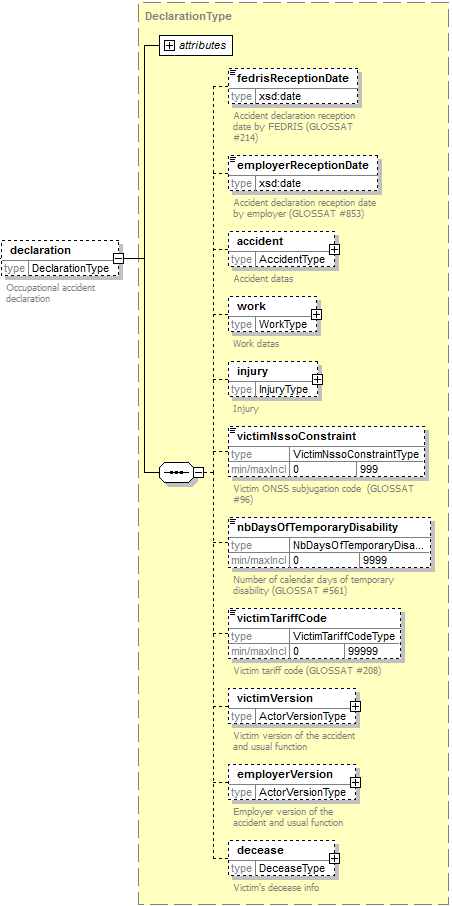 DeclarationType
attributes
fedrisReceptionDate
type xsd:date
Accident declaration reception
date by FEDRIS (GLOSSAT
#214)
employerReceptionDate
type xsd:date
Accident declaration reception date
by employer (GLOSSAT #853)
declaration
type DeclarationType
Occupational accident
declaration
accident
type AccidentType
Accident datas
work
type WorkType
Work datas
injury
type InjuryType
Injury
victimNssoConstraint
type VictimNssoConstraintType
min/maxIncl 0 999
Victim ONSS subjugation code (GLOSSAT
#96)
nbDaysOfTemporaryDisability
type NbDaysOfTemporaryDisa...
min/maxIncl 0 9999
Number of calendar days of temporary
disability (GLOSSAT #561)
victimTariffCode
type VictimTariffCodeType
min/maxIncl 0 99999
Victim tariff code (GLOSSAT #208)
victimVersion
type ActorVersionType
Victim version of the accident
and usual function
employerVersion
type ActorVersionType
Employer version of the
accident and usual function
decease
type DeceaseType
Victim's decease info